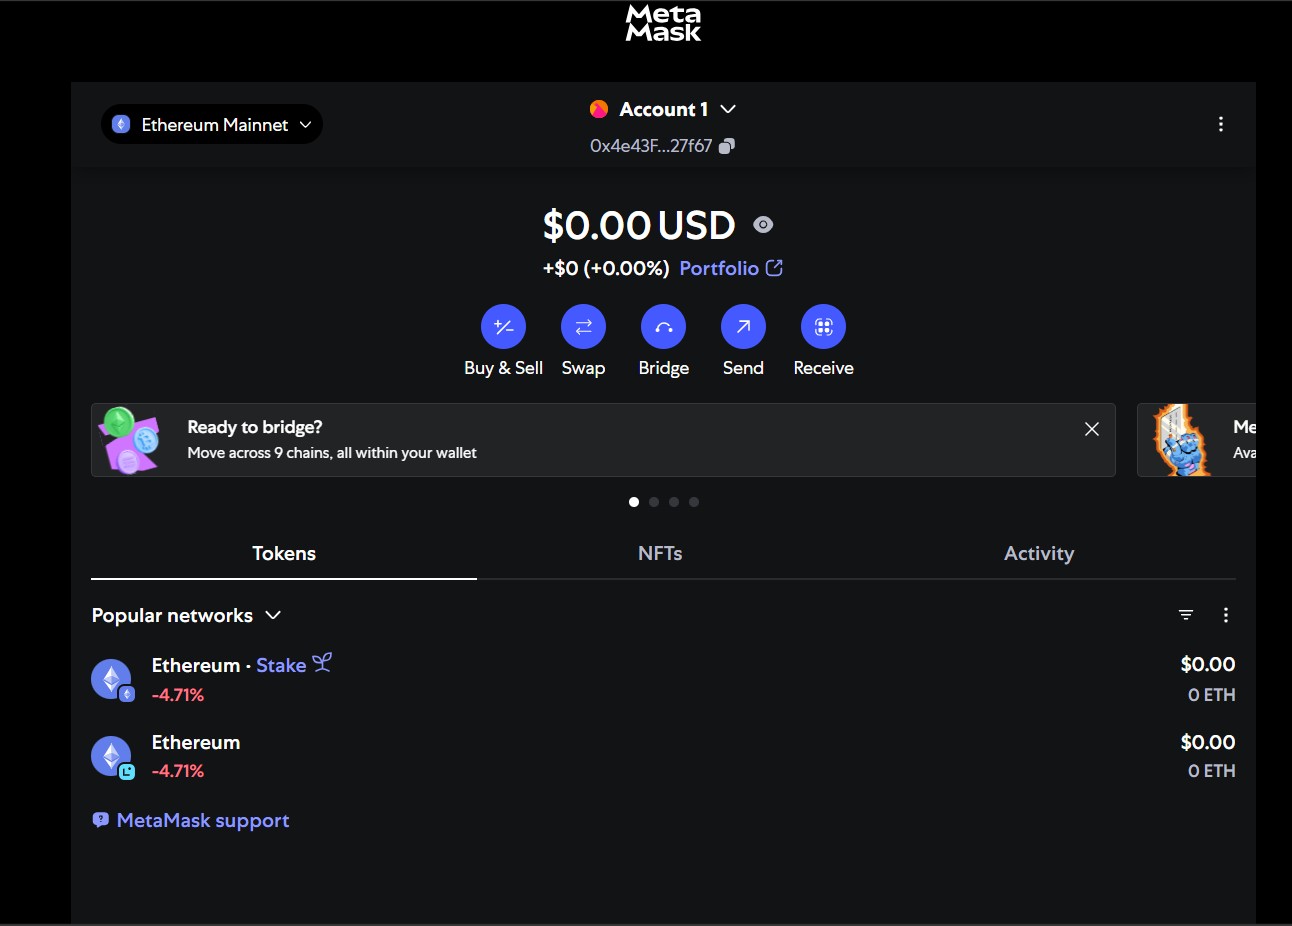 Meta
Mask
Ethereum Mainnet
Account 1
0x4e43F...27f67
$0.00 USD
+$0 (+0.00%) Portfolio
Buy & Sell
Swap
Bridge
Send
Receive
Ready to bridge?
Move across 9 chains, all within your wallet
Me
Ava
Tokens
NFTs
Activity
Popular networks
Ethereum · Stake
$0.00
-4.71%
0 ETH
Ethereum
$0.00
-4.71%
0 ETH
MetaMask support